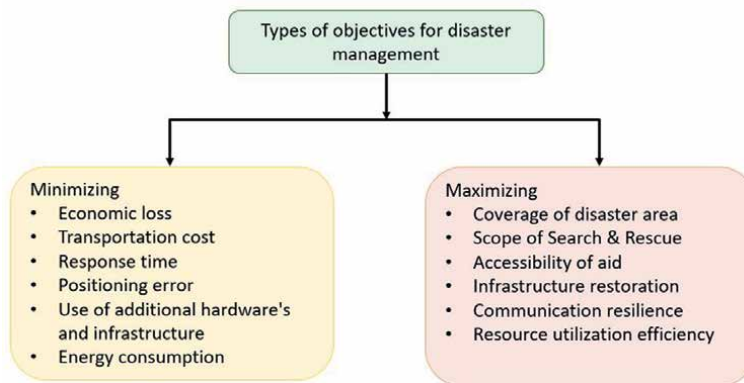 Types of objectives for disaster
management
Minimizing
• Economic loss
• Transportation cost
• Response time
• Positioning error
• Use of additional hardware's
and infrastructure
• Energy consumption
Maximizing
• Coverage of disaster area
• Scope of Search & Rescue
• Accessibility of aid
• Infrastructure restoration
• Communication resilience
• Resource utilization efficiency